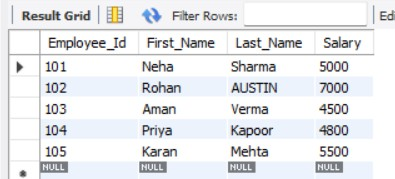 Result Grid Filter Rows: Edi
Employee_Id First_Name Last_Name Salary
101 Neha Sharma 5000
102 Rohan AUSTIN 7000
103 Aman Verma 4500
104 Priya Kapoor 4800
105 Karan Mehta 5500
NULL NULL NULL NULL